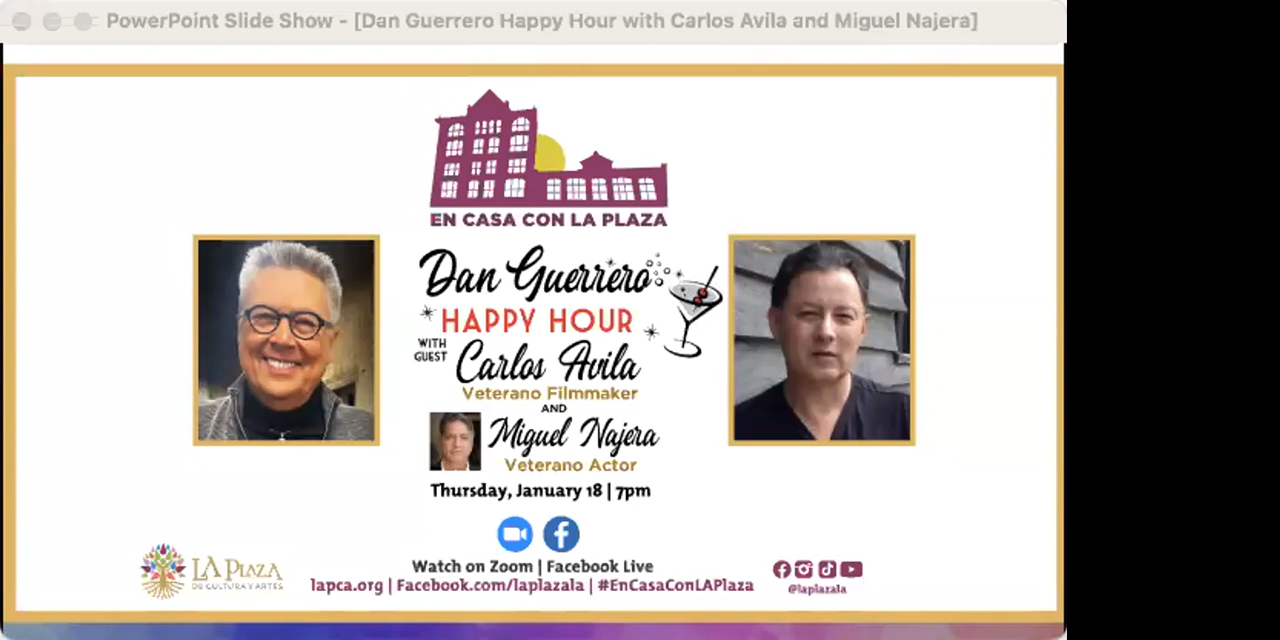 PowerPoint Slide Show - [Dan Guerrero Happy Hour with Carlos Avila and Miguel Najera]
EN CASA CON LA PLAZA
Dan Guerrero
HAPPY HOUR
WITH GUEST
Carlos Avila
Veterano Filmmaker
AND
Miguel Najera
Veterano Actor
Thursday, January 18 | 7pm
Watch on Zoom | Facebook Live
lapca.org | Facebook.com/laplazala | #EnCasaConLAPlaza
LA PLAZA
DE CULTURA Y ARTES
@laplazala